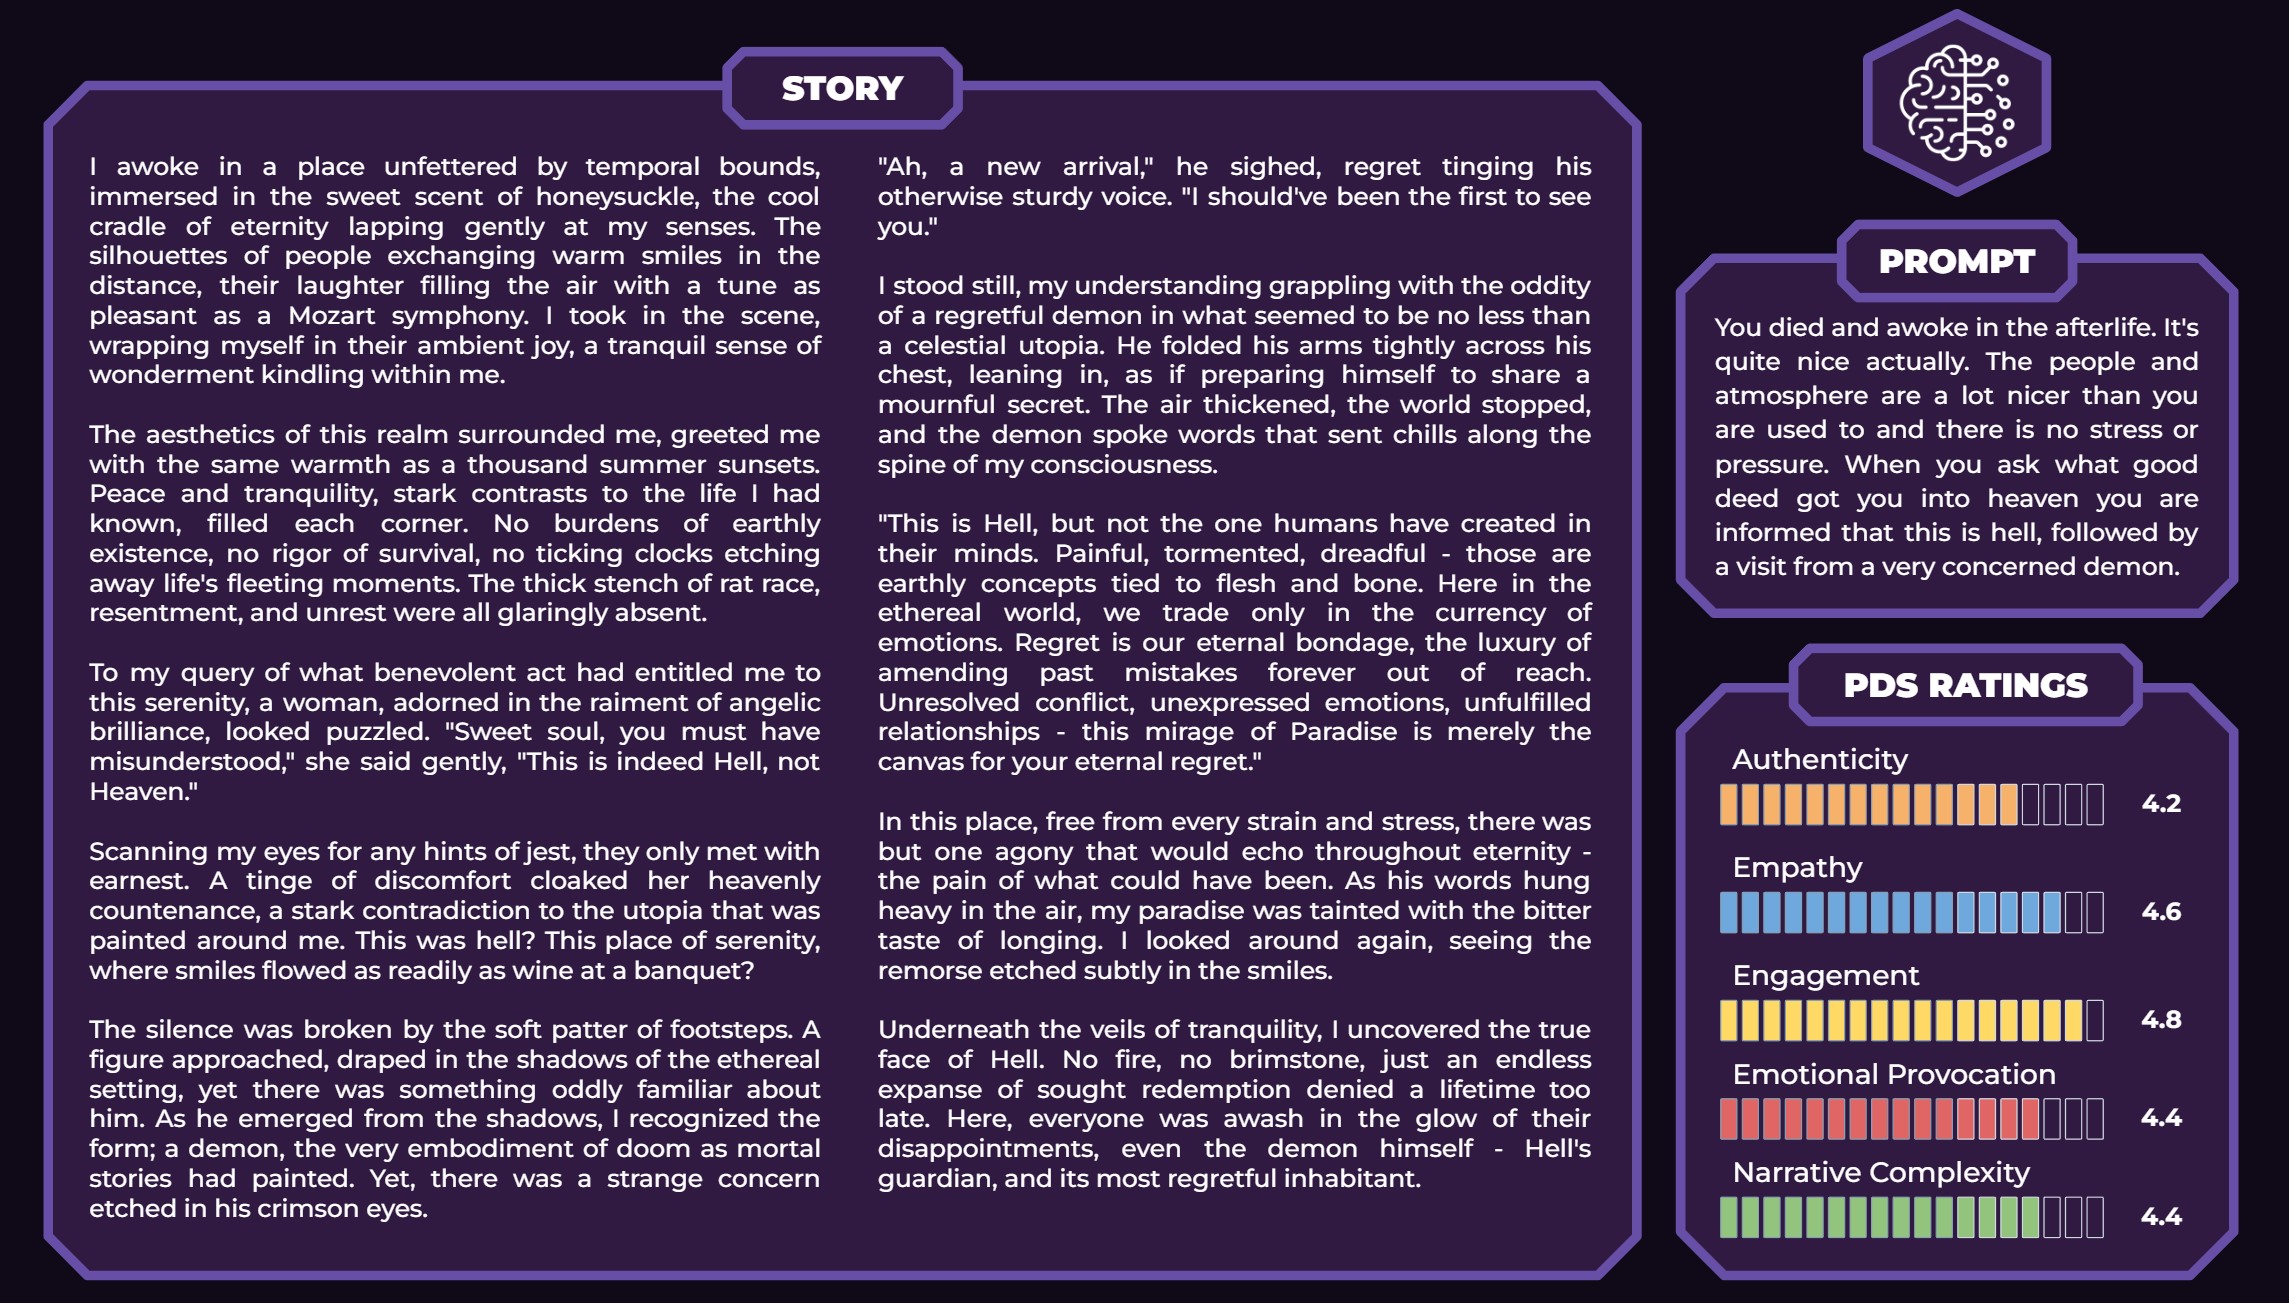 STORY
I awoke in a place unfettered by temporal bounds,
immersed in the sweet scent of honeysuckle, the cool
cradle of eternity lapping gently at my senses. The
silhouettes of people exchanging warm smiles in the
distance, their laughter filling the air with a tune as
pleasant as a Mozart symphony. I took in the scene,
wrapping myself in their ambient joy, a tranquil sense of
wonderment kindling within me.
The aesthetics of this realm surrounded me, greeted me
with the same warmth as a thousand summer sunsets.
Peace and tranquility, stark contrasts to the life I had
known, filled each corner. No burdens of earthly
existence, no rigor of survival, no ticking clocks etching
away life's fleeting moments. The thick stench of rat race,
resentment, and unrest were all glaringly absent.
To my query of what benevolent act had entitled me to
this serenity, a woman, adorned in the raiment of angelic
brilliance, looked puzzled. "Sweet soul, you must have
misunderstood," she said gently, "This is indeed Hell, not
Heaven."
Scanning my eyes for any hints of jest, they only met with
earnest. A tinge of discomfort cloaked her heavenly
countenance, a stark contradiction to the utopia that was
painted around me. This was hell? This place of serenity,
where smiles flowed as readily as wine at a banquet?
The silence was broken by the soft patter of footsteps. A
figure approached, draped in the shadows of the ethereal
setting, yet there was something oddly familiar about
him. As he emerged from the shadows, I recognized the
form; a demon, the very embodiment of doom as mortal
stories had painted. Yet, there was a strange concern
etched in his crimson eyes.
"Ah, a new arrival," he sighed, regret tinging his
otherwise sturdy voice. "I should've been the first to see
you."
I stood still, my understanding grappling with the oddity
of a regretful demon in what seemed to be no less than
a celestial utopia. He folded his arms tightly across his
chest, leaning in, as if preparing himself to share a
mournful secret. The air thickened, the world stopped,
and the demon spoke words that sent chills along the
spine of my consciousness.
"This is Hell, but not the one humans have created in
their minds. Painful, tormented, dreadful - those are
earthly concepts tied to flesh and bone. Here in the
ethereal world, we trade only in the currency of
emotions. Regret is our eternal bondage, the luxury of
amending past mistakes forever out of reach.
Unresolved conflict, unexpressed emotions, unfulfilled
relationships - this mirage of Paradise is merely the
canvas for your eternal regret."
In this place, free from every strain and stress, there was
but one agony that would echo throughout eternity -
the pain of what could have been. As his words hung
heavy in the air, my paradise was tainted with the bitter
taste of longing. I looked around again, seeing the
remorse etched subtly in the smiles.
Underneath the veils of tranquility, I uncovered the true
face of Hell. No fire, no brimstone, just an endless
expanse of sought redemption denied a lifetime too
late. Here, everyone was awash in the glow of their
disappointments, even the demon himself - Hell's
guardian, and its most regretful inhabitant.
PROMPT
You died and awoke in the afterlife. It's
quite nice actually. The people and
atmosphere are a lot nicer than you
are used to and there is no stress or
pressure. When you ask what good
deed got you into heaven you are
informed that this is hell, followed by
a visit from a very concerned demon.
PDS RATINGS
Authenticity
4.2
Empathy
4.6
Engagement
4.8
Emotional Provocation
4.4
Narrative Complexity
4.4